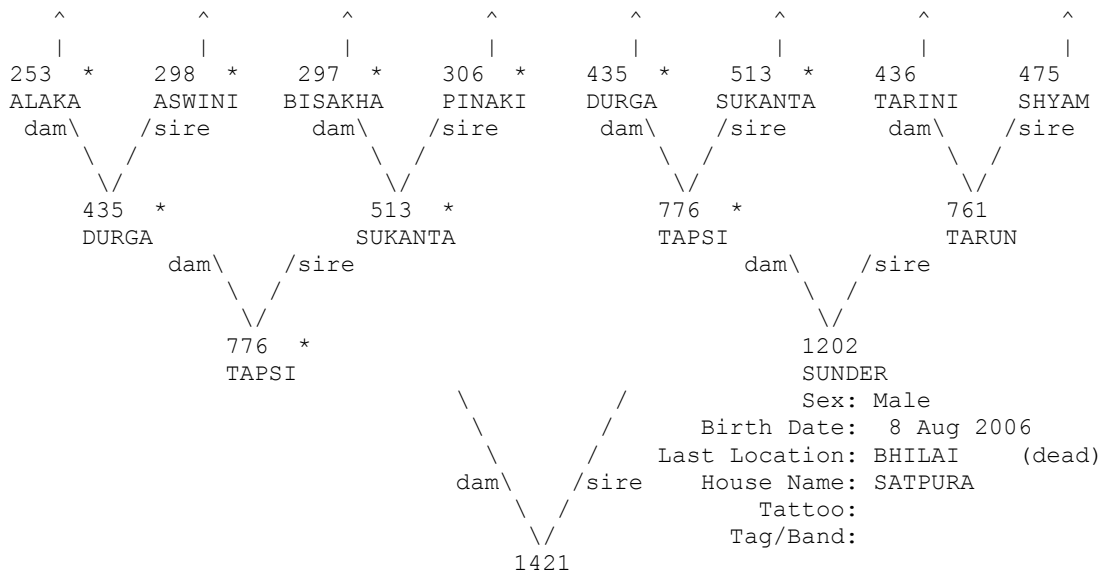 ^ ^ ^ ^ ^ ^ ^ ^
| | | | | | | |
253 * 298 * 297 * 306 * 435 * 513 * 436 475
ALAKA ASWINI BISAKHA PINAKI DURGA SUKANTA TARINI SHYAM
dam\ /sire dam\ /sire dam\ /sire dam\ /sire
\ / \ / \ / \ /
\/ \/ \/ \/
435 * 513 * 776 * 761
DURGA SUKANTA TAPSI TARUN
dam\ /sire dam\ /sire
\ / \ /
\/ \/
776 * 1202
TAPSI SUNDER
\ / Sex: Male
\ / Birth Date: 8 Aug 2006
\ / Last Location: BHILAI (dead)
dam\ /sire House Name: SATPURA
\ / Tattoo:
\/ Tag/Band:
1421